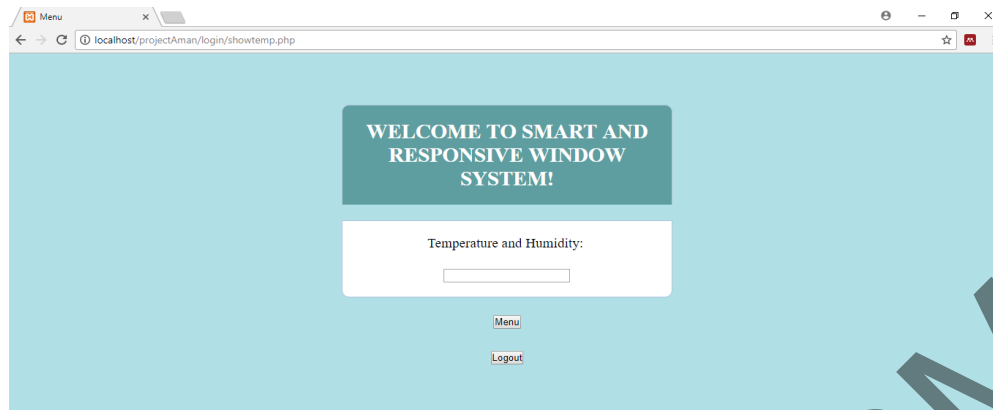 Menu
localhost/projectAman/login/showtemp.php
WELCOME TO SMART AND
RESPONSIVE WINDOW
SYSTEM!
Temperature and Humidity:
Menu
Logout